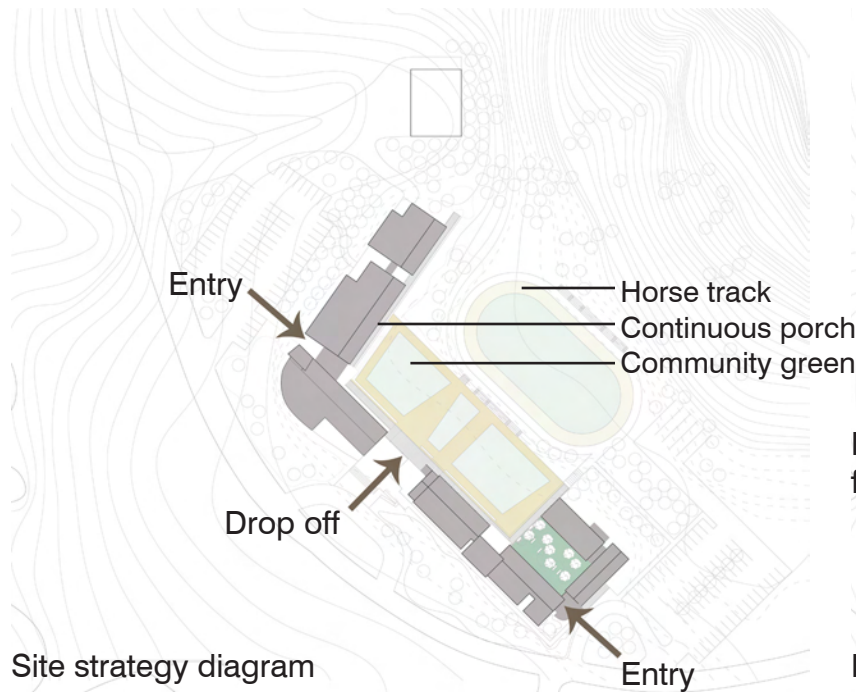 Entry
Horse track
Continuous porch
Community green
Drop off
Site strategy diagram
Entry